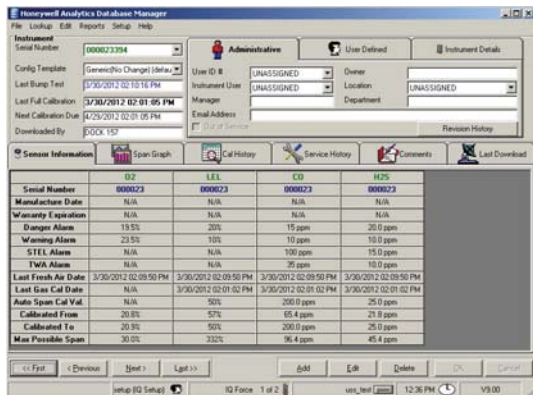 Honeywell Analytics Database Manager
File Lookup Edit Reports Setup Help
Instrument
Serial Number 000023394
Config Template Generic(No Change) (defau
Last Bump Test 3/30/2012 02:10:16 PM
Last Full Calibration 3/30/2012 02:01:05 PM
Next Calibration Due 4/29/2012 02:01:05 PM
Downloaded By DOCK 157
Administrative User Defined Instrument Details
User ID # UNASSIGNED Owner
Instrument User UNASSIGNED Location UNASSIGNED
Manager Department
Email Address
Out of Service Revision History
Sensor Information Span Graph Cal History Service History Comments Last Download
O2 LEL CO H2S
Serial Number 000023 000023 000023 000023
Manufacture Date N/A N/A N/A N/A
Warranty Expiration N/A N/A N/A N/A
Danger Alarm 19.5% 20% 15 ppm 20.0 ppm
Warning Alarm 23.5% 10% 10 ppm 10.0 ppm
STEL Alarm N/A N/A 100 ppm 15.0 ppm
TWA Alarm N/A N/A 35 ppm 10.0 ppm
Last Fresh Air Date 3/30/2012 02:09:50 PM 3/30/2012 02:09:50 PM 3/30/2012 02:09:50 PM 3/30/2012 02:09:50 PM
Last Gas Cal Date N/A 3/30/2012 02:01:02 PM 3/30/2012 02:01:02 PM 3/30/2012 02:01:02 PM
Auto Span Cal Val. N/A 50% 200.0 ppm 25.0 ppm
Calibrated From 20.8% 57% 65.4 ppm 21.8 ppm
Calibrated To 20.9% 50% 200.0 ppm 25.0 ppm
Max Possible Span 30.0% 332% 96.4 ppm 45.4 ppm
<< First < Previous Next > Last >> Add Edit Delete OK Cancel
setup (IQ Setup) IQ Force 1 of 2 uss_test 12:36 PM V9.00